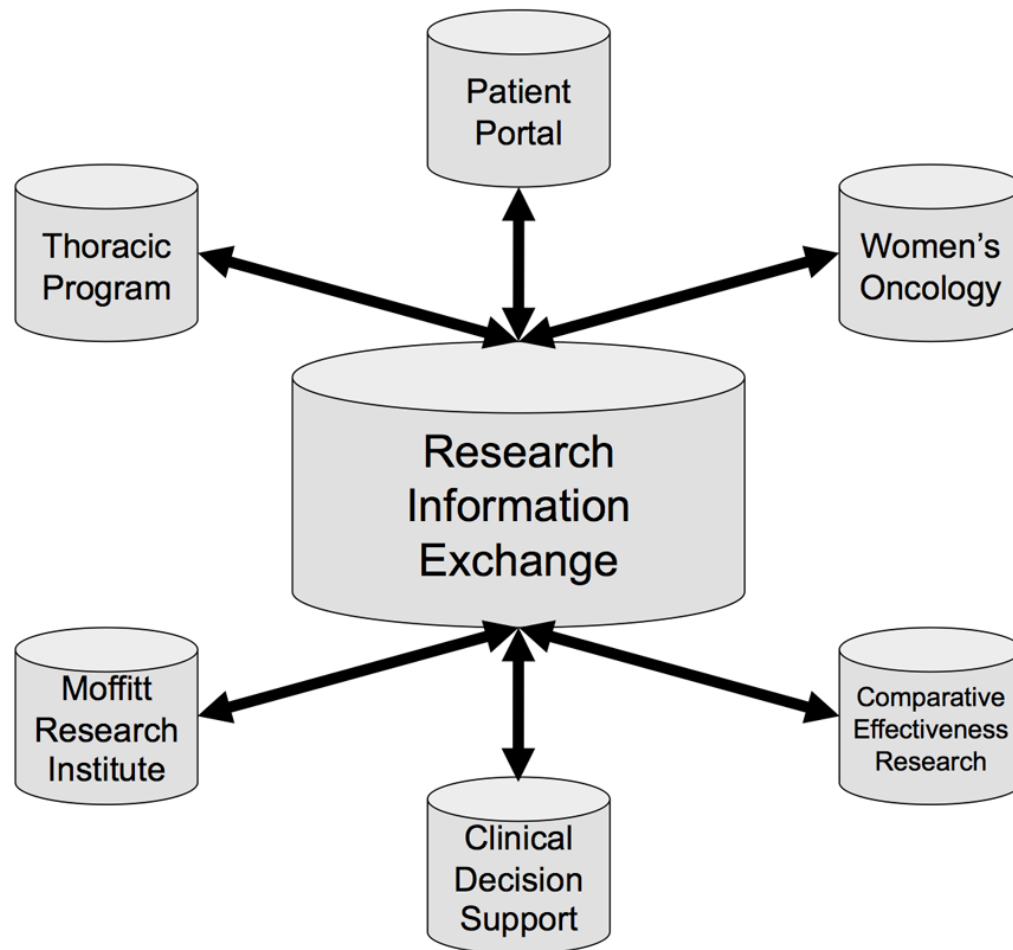 Patient
Portal
Thoracic
Program
Women’s
Oncology
Research
Information
Exchange
Moffitt
Research
Institute
Comparative
Effectiveness
Research
Clinical
Decision
Support